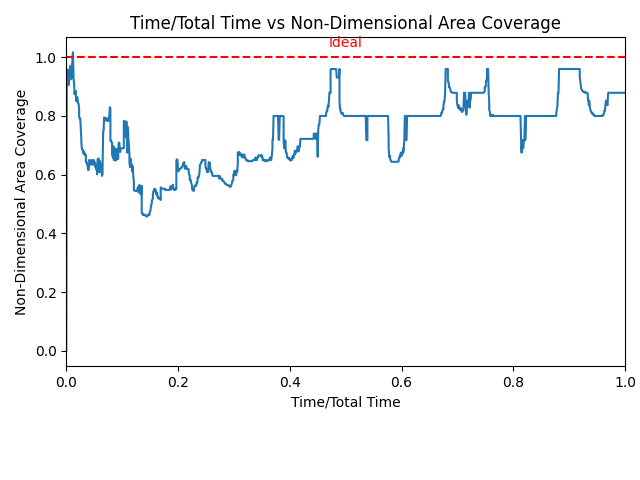 Time/Total Time vs Non-Dimensional Area Coverage
Ideal
Non-Dimensional Area Coverage
1.0
0.8
0.6
0.4
0.2
0.0
0.0 0.2 0.4 0.6 0.8 1.0
Time/Total Time